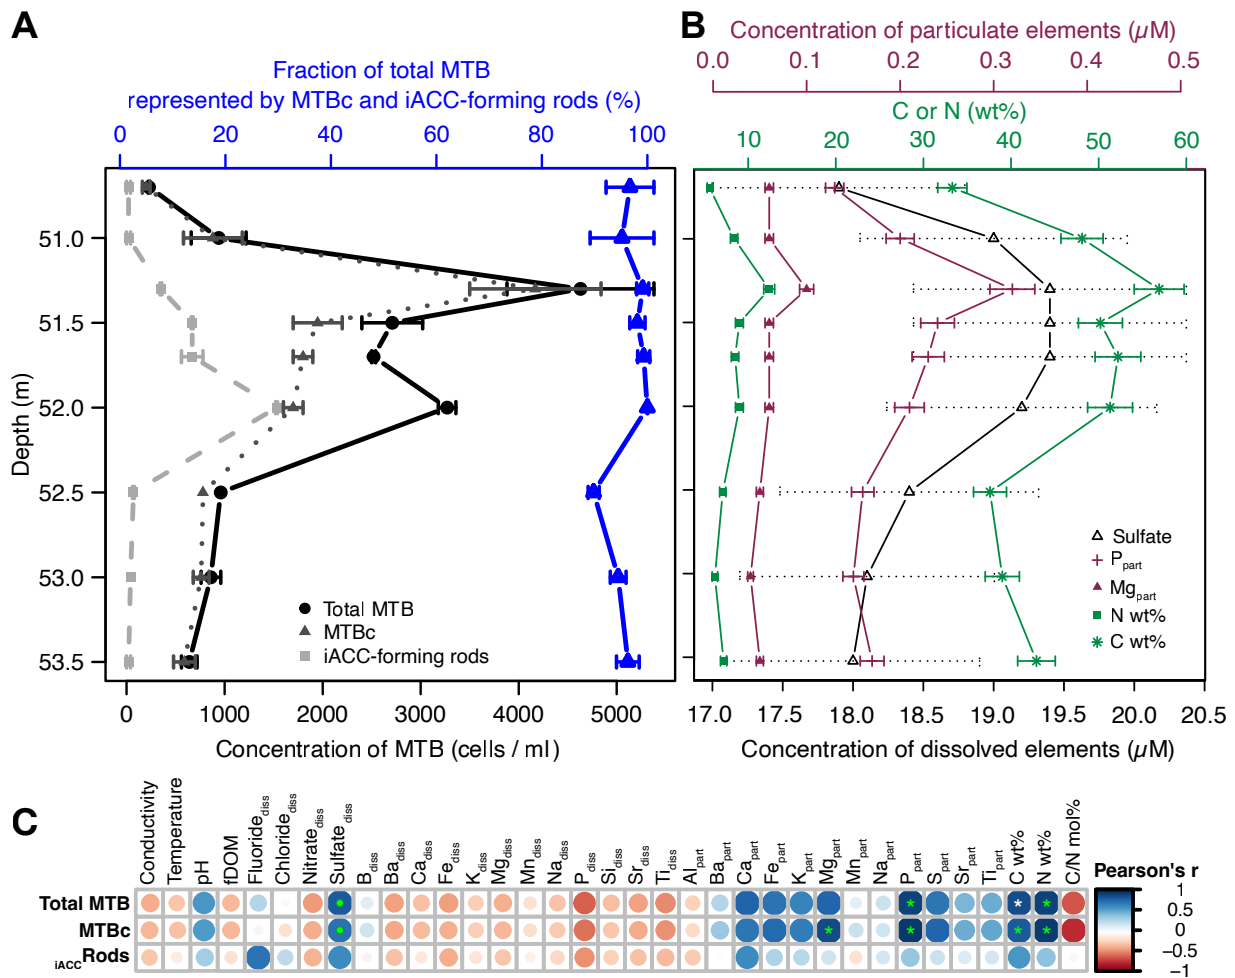 A
Fraction of total MTB
represented by MTBc and iACC-forming rods (%)
0 20 40 60 80 100
51.0
51.5
52.0
52.5
53.0
53.5
Depth (m)
Total MTB
MTBc
iACC-forming rods
0 1000 2000 3000 4000 5000
Concentration of MTB (cells / ml)
B
Concentration of particulate elements (µM)
0.0 0.1 0.2 0.3 0.4 0.5
C or N (wt%)
10 20 30 40 50 60
Sulfate
Ppart
Mgpart
N wt%
C wt%
17.0 17.5 18.0 18.5 19.0 19.5 20.0 20.5
Concentration of dissolved elements (µM)
C
Conductivity
Temperature
pH
fDOM
Fluoridediss
Chloridediss
Nitratediss
Sulfatediss
Bdiss
Badiss
Cadiss
Fediss
Kdiss
Mgdiss
Mndiss
Nadiss
Pdiss
Sidiss
Srdiss
Tidiss
Alpart
Bapart
Capart
Fepart
Kpart
Mgpart
Mnpart
Napart
Ppart
Spart
Srpart
Tipart
C wt%
N wt%
C/N mol%
Total MTB
MTBc
iACCRods
Pearson's r
1
0.5
0
−0.5
−1